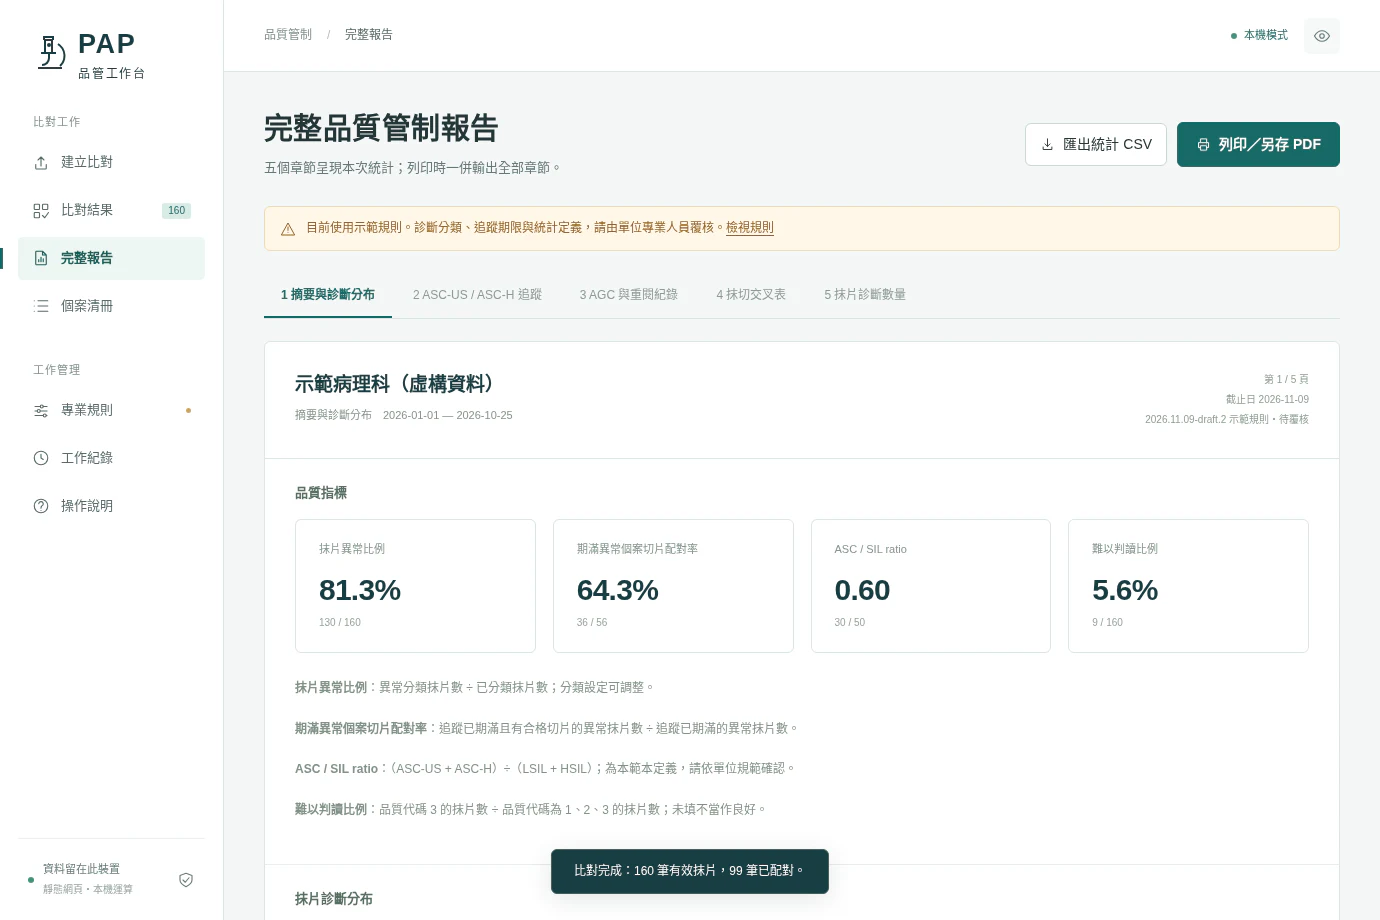 PAP
品管工作台
比對工作
建立比對
比對結果 160
完整報告
個案清冊
工作管理
專業規則
工作紀錄
操作說明
資料留在此裝置
靜態網頁・本機運算
品質管制 / 完整報告
本機模式
完整品質管制報告
五個章節呈現本次統計；列印時一併輸出全部章節。
匯出統計 CSV
列印／另存 PDF
目前使用示範規則。診斷分類、追蹤期限與統計定義，請由單位專業人員覆核。檢視規則
1 摘要與診斷分布
2 ASC-US / ASC-H 追蹤
3 AGC 與重閱紀錄
4 抹切交叉表
5 抹片診斷數量
示範病理科（虛構資料）
摘要與診斷分布 2026-01-01 — 2026-10-25
第 1 / 5 頁
截止日 2026-11-09
2026.11.09-draft.2 示範規則・待覆核
品質指標
抹片異常比例
81.3%
130 / 160
期滿異常個案切片配對率
64.3%
36 / 56
ASC / SIL ratio
0.60
30 / 50
難以判讀比例
5.6%
9 / 160
抹片異常比例：異常分類抹片數 ÷ 已分類抹片數；分類設定可調整。
期滿異常個案切片配對率：追蹤已期滿且有合格切片的異常抹片數 ÷ 追蹤已期滿的異常抹片數。
ASC / SIL ratio：（ASC-US + ASC-H）÷（LSIL + HSIL）；為本範本定義，請依單位規範確認。
難以判讀比例：品質代碼 3 的抹片數 ÷ 品質代碼為 1、2、3 的抹片數；未填不當作良好。
比對完成：160 筆有效抹片，99 筆已配對。
抹片診斷分布